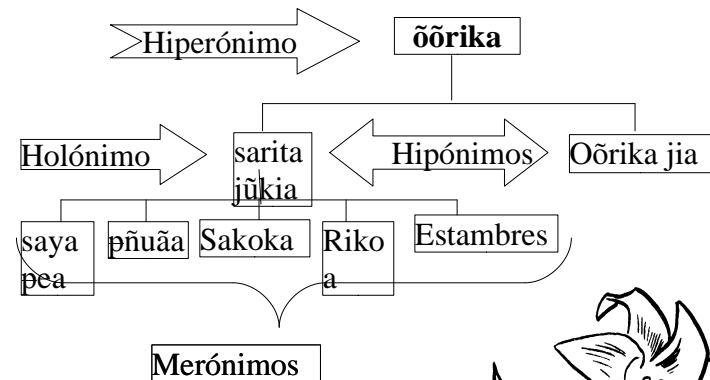 Hiperónimo
õõrika
Holónimo
sarita
jũkia
Hipónimos
Oõrika jia
saya
pea
pñuãa
Sakoka
Riko
a
Estambres
Merónimos